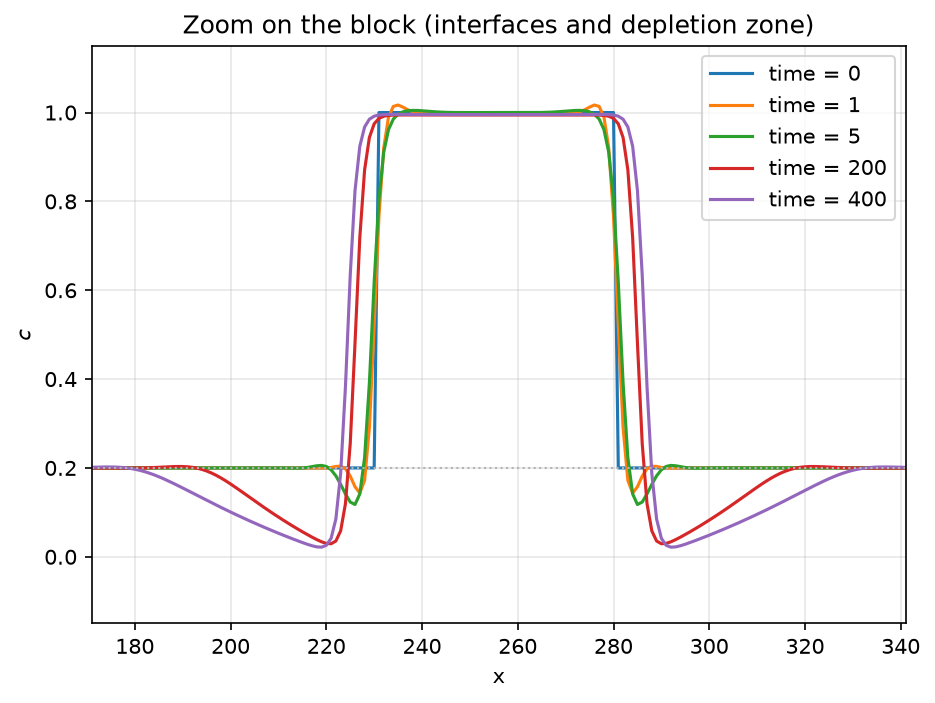 Zoom on the block (interfaces and depletion zone)
time = 0
time = 1
time = 5
time = 200
time = 400
1.0
0.8
0.6
0.4
0.2
0.0
c
180 200 220 240 260 280 300 320 340
x